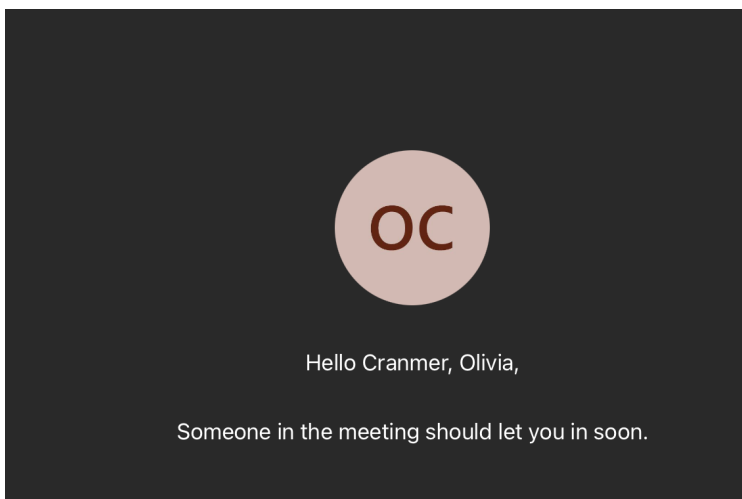 OC
Hello Cranmer, Olivia,
Someone in the meeting should let you in soon.